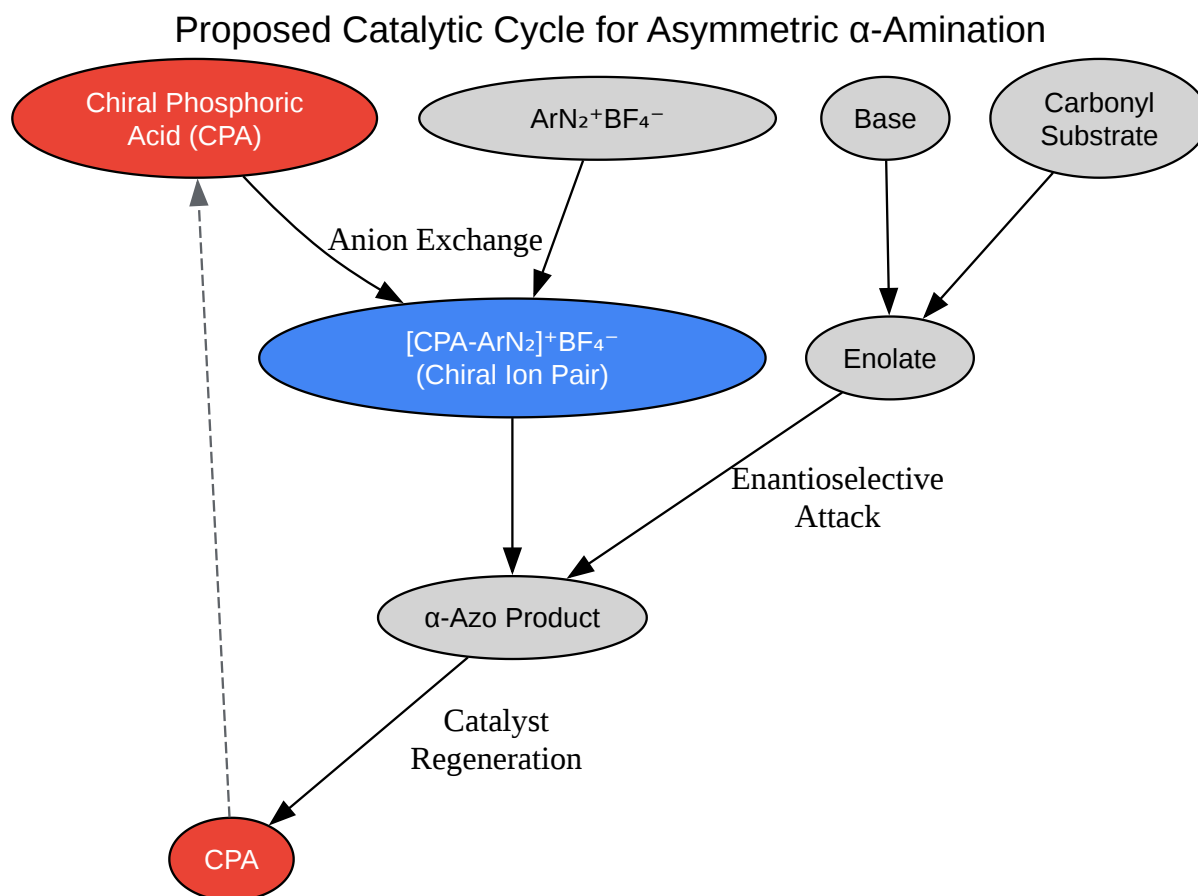 Proposed Catalytic Cycle for Asymmetric α-Amination
Chiral Phosphoric
Acid (CPA)
ArN₂⁺BF₄⁻
Base
Carbonyl
Substrate
Anion Exchange
[CPA-ArN₂]⁺BF₄⁻
(Chiral Ion Pair)
Enolate
Enantioselective
Attack
α-Azo Product
Catalyst
Regeneration
CPA